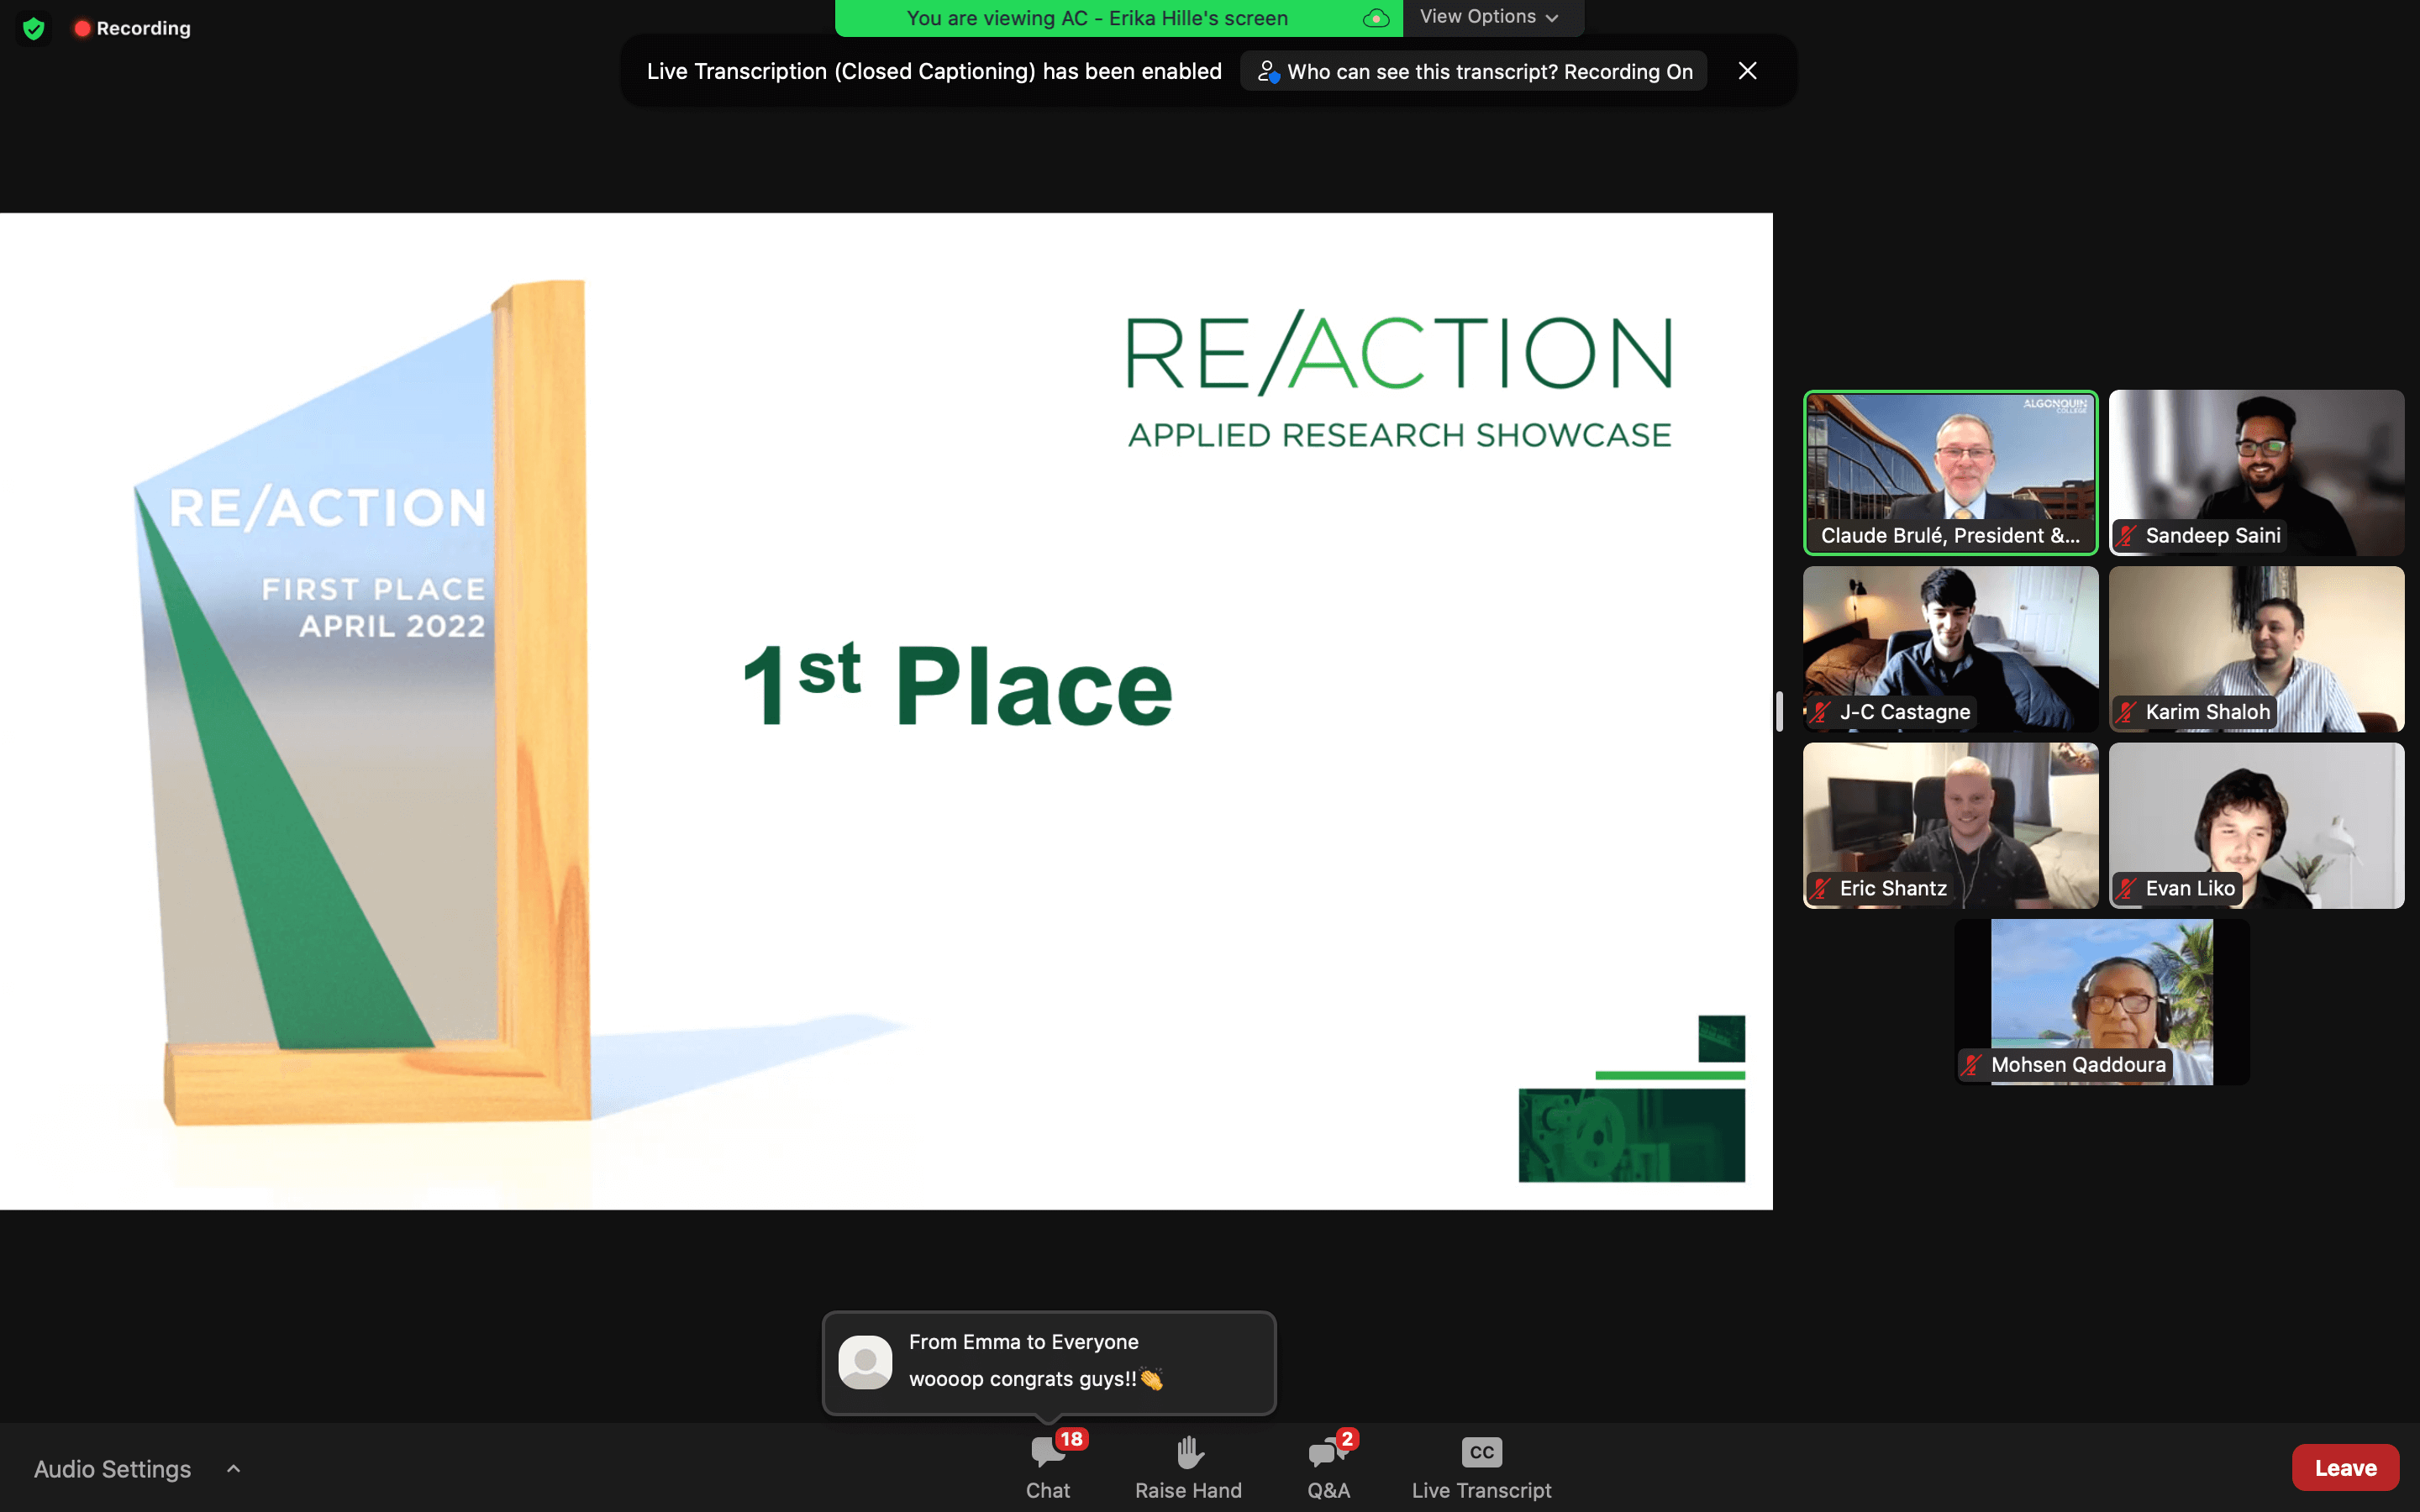 Recording
You are viewing AC - Erika Hille's screen
View Options
Live Transcription (Closed Captioning) has been enabled
Who can see this transcript? Recording On
RE/ACTION
APPLIED RESEARCH SHOWCASE
RE/ACTION
FIRST PLACE
APRIL 2022
1st Place
ALGONQUIN
COLLEGE
Claude Brulé, President &...
Sandeep Saini
J-C Castagne
Karim Shaloh
Eric Shantz
Evan Liko
Mohsen Qaddoura
From Emma to Everyone
woooop congrats guys!!👏
Audio Settings
18
Chat
Raise Hand
2
Q&A
CC
Live Transcript
Leave